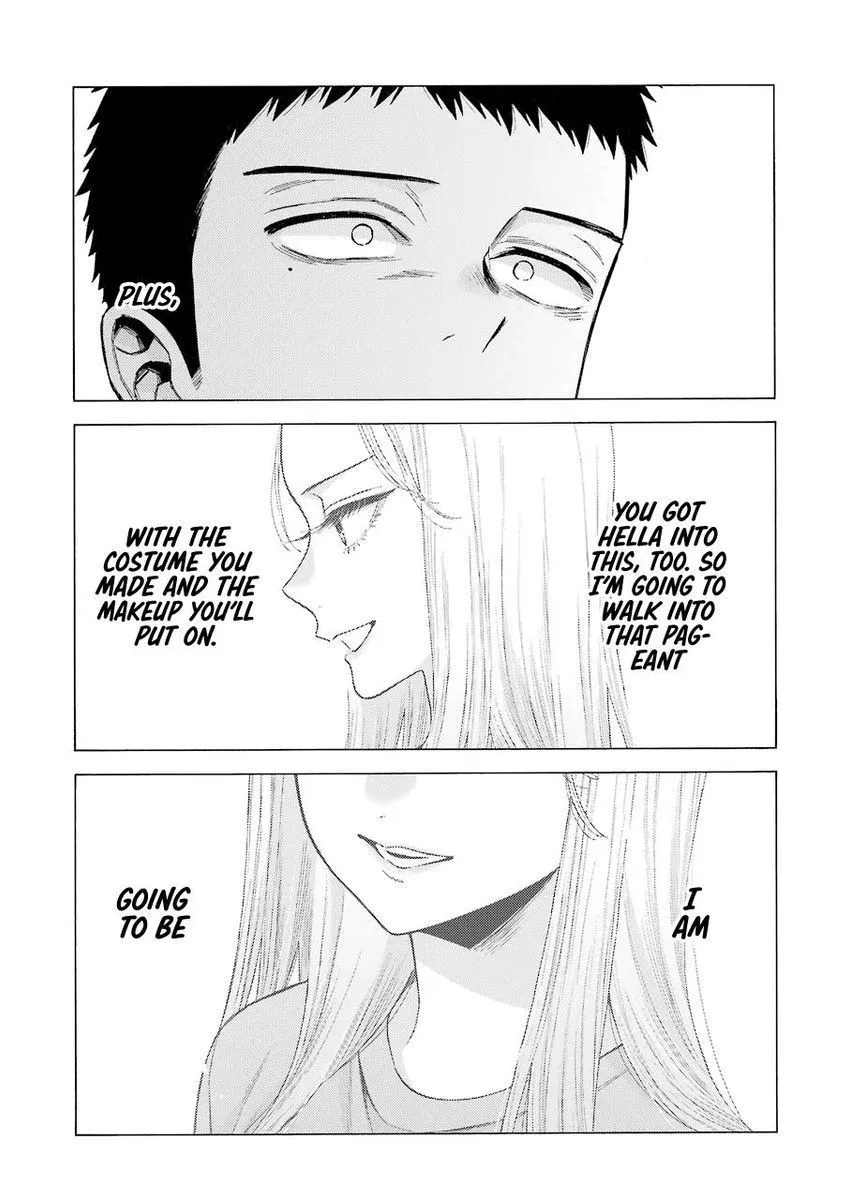 PLUS,
YOU GOT
HELLA INTO
THIS, TOO. SO
I'M GOING TO
WALK INTO
THAT PAG-
EANT
WITH THE
COSTUME YOU
MADE AND THE
MAKEUP YOU'LL
PUT ON.
I
AM
GOING
TO BE